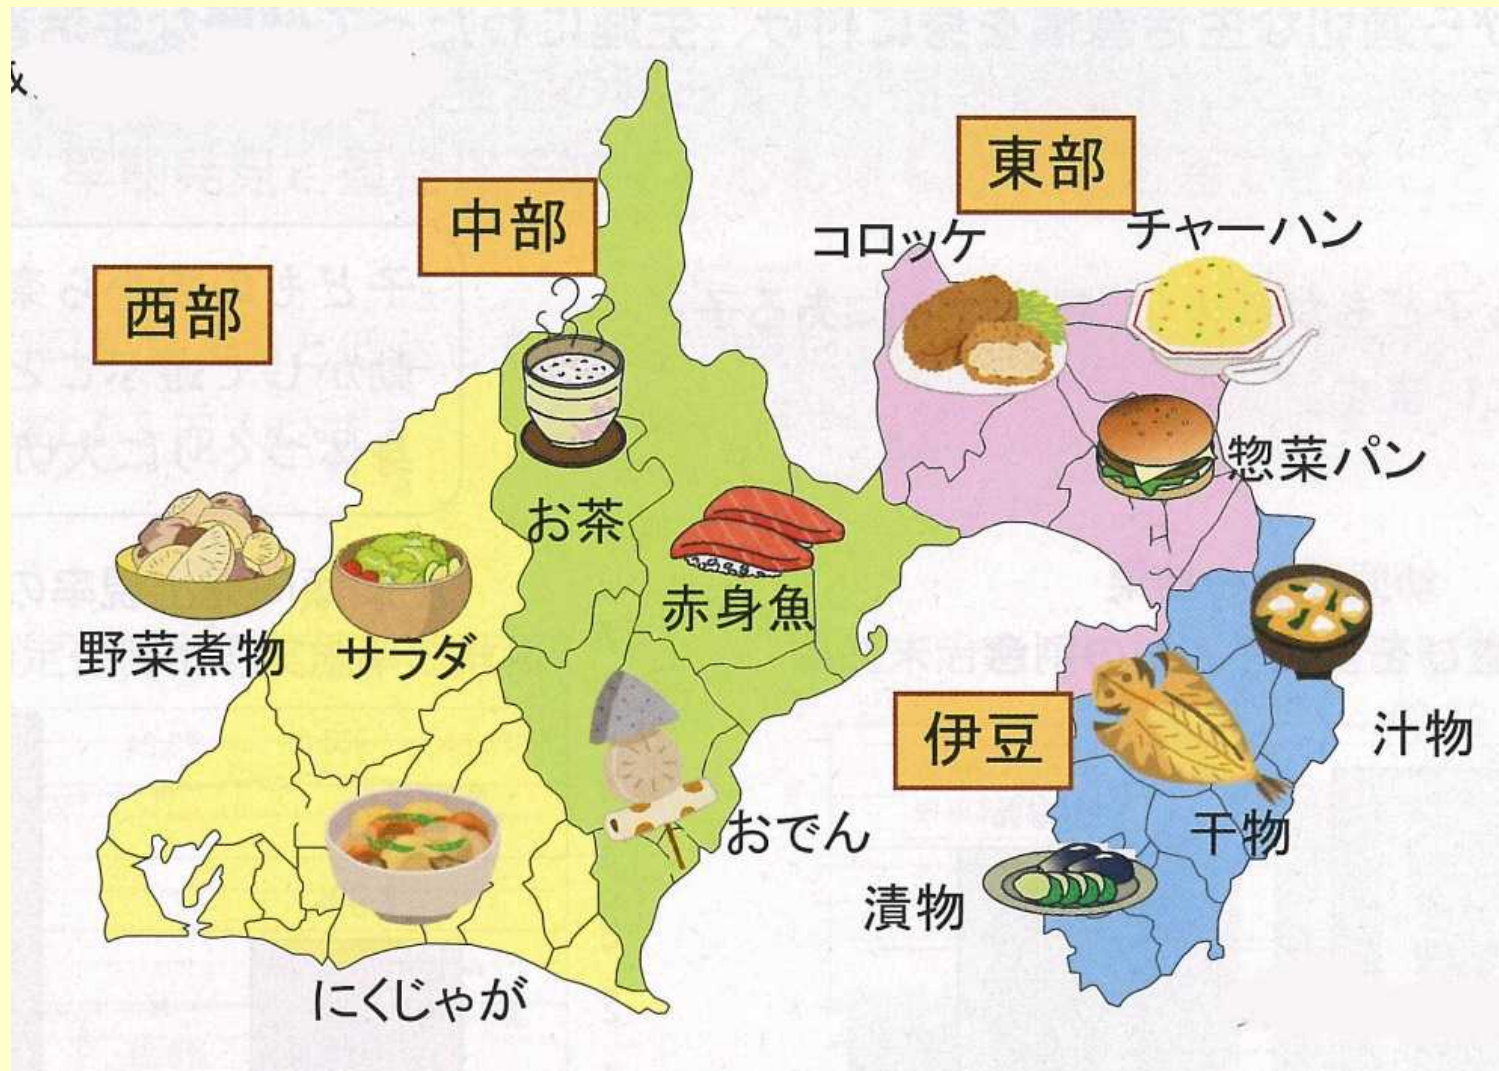 西部
中部
東部
コロッケ
チャーハン
惣菜パン
お茶
赤身魚
野菜煮物
サラダ
伊豆
汁物
おでん
干物
漬物
にくじゃが